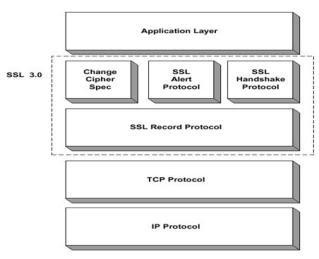 Application Layer
SSL 3.0
Change
Cipher
Spec
SSL
Alert
Protocol
SSL
Handshake
Protocol
SSL Record Protocol
TCP Protocol
IP Protocol